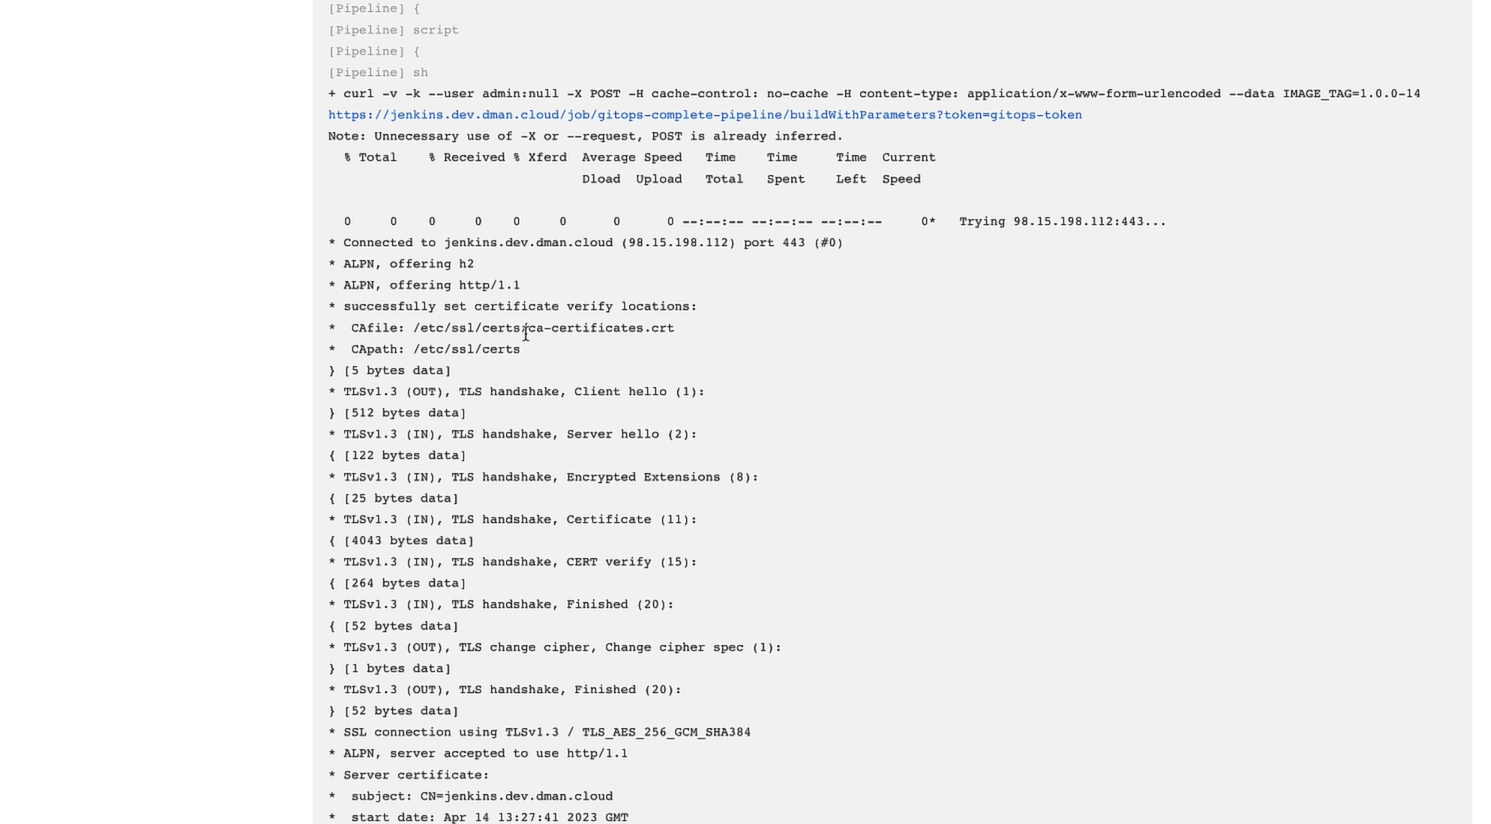 [Pipeline] {
[Pipeline] script
[Pipeline] {
[Pipeline] sh
+ curl -v -k --user admin:null -X POST -H cache-control: no-cache -H content-type: application/x-www-form-urlencoded --data IMAGE_TAG=1.0.0-14
https://jenkins.dev.dman.cloud/job/gitops-complete-pipeline/buildWithParameters?token=gitops-token
Note: Unnecessary use of -X or --request, POST is already inferred.
% Total % Received % Xferd Average Speed Time Time Time Current
Dload Upload Total Spent Left Speed
0 0 0 0 0 0 0 0 --:--:-- --:--:-- --:--:-- 0* Trying 98.15.198.112:443...
* Connected to jenkins.dev.dman.cloud (98.15.198.112) port 443 (#0)
* ALPN, offering h2
* ALPN, offering http/1.1
* successfully set certificate verify locations:
* CAfile: /etc/ssl/certs/ca-certificates.crt
* CApath: /etc/ssl/certs
} [5 bytes data]
* TLSv1.3 (OUT), TLS handshake, Client hello (1):
} [512 bytes data]
* TLSv1.3 (IN), TLS handshake, Server hello (2):
{ [122 bytes data]
* TLSv1.3 (IN), TLS handshake, Encrypted Extensions (8):
{ [25 bytes data]
* TLSv1.3 (IN), TLS handshake, Certificate (11):
{ [4043 bytes data]
* TLSv1.3 (IN), TLS handshake, CERT verify (15):
{ [264 bytes data]
* TLSv1.3 (IN), TLS handshake, Finished (20):
{ [52 bytes data]
* TLSv1.3 (OUT), TLS change cipher, Change cipher spec (1):
} [1 bytes data]
* TLSv1.3 (OUT), TLS handshake, Finished (20):
} [52 bytes data]
* SSL connection using TLSv1.3 / TLS_AES_256_GCM_SHA384
* ALPN, server accepted to use http/1.1
* Server certificate:
* subject: CN=jenkins.dev.dman.cloud
* start date: Apr 14 13:27:41 2023 GMT